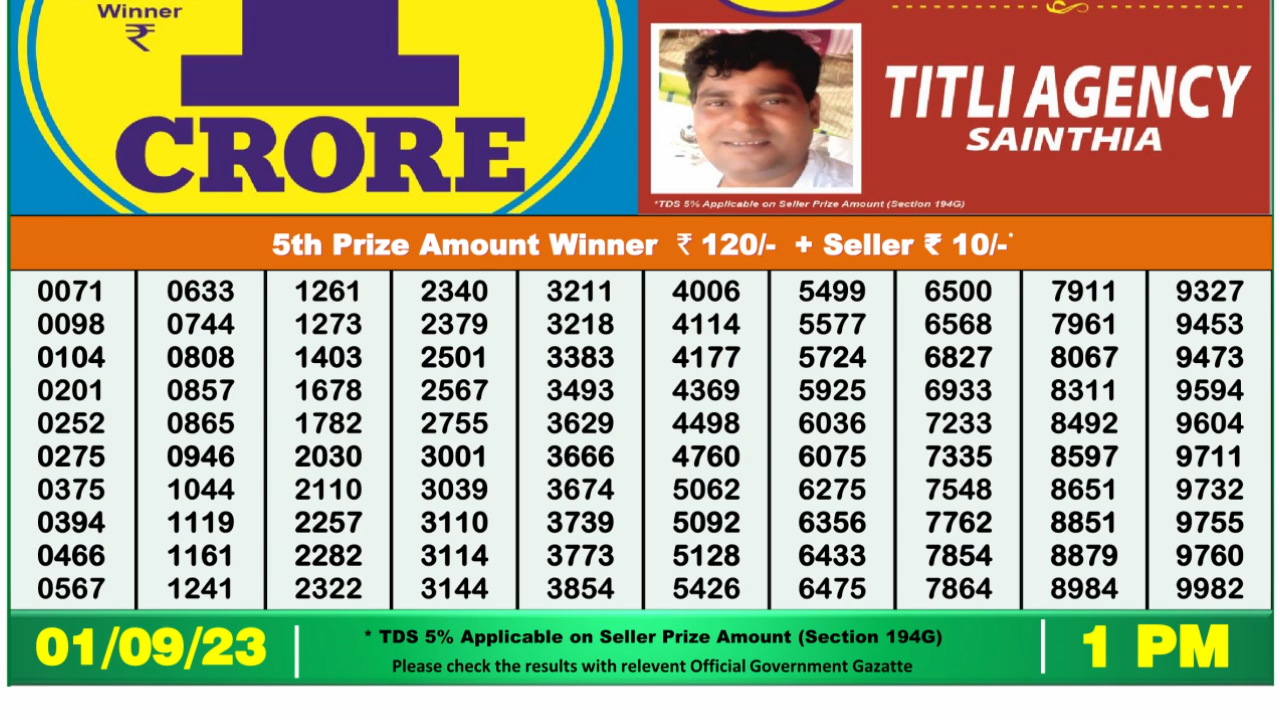 Winner
₹
1
CRORE
TITLI AGENCY
SAINTHIA
*TDS 5% Applicable on Seller Prize Amount (Section 194G)
5th Prize Amount Winner ₹ 120/- + Seller ₹ 10/-*
0071 0633 1261 2340 3211 4006 5499 6500 7911 9327
0098 0744 1273 2379 3218 4114 5577 6568 7961 9453
0104 0808 1403 2501 3383 4177 5724 6827 8067 9473
0201 0857 1678 2567 3493 4369 5925 6933 8311 9594
0252 0865 1782 2755 3629 4498 6036 7233 8492 9604
0275 0946 2030 3001 3666 4760 6075 7335 8597 9711
0375 1044 2110 3039 3674 5062 6275 7548 8651 9732
0394 1119 2257 3110 3739 5092 6356 7762 8851 9755
0466 1161 2282 3114 3773 5128 6433 7854 8879 9760
0567 1241 2322 3144 3854 5426 6475 7864 8984 9982
01/09/23
* TDS 5% Applicable on Seller Prize Amount (Section 194G)
Please check the results with relevent Official Government Gazatte
1 PM